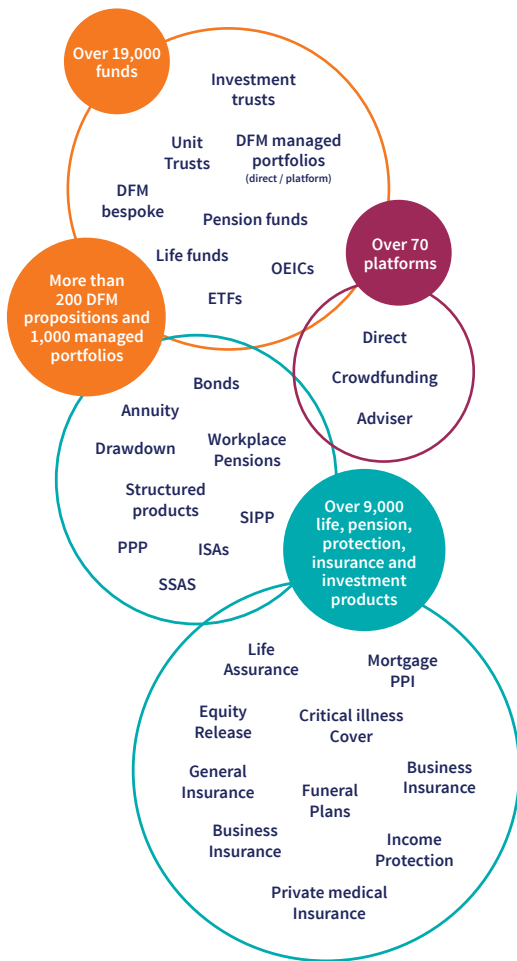 Over 19,000
funds
Investment
trusts
Unit
Trusts
DFM managed
portfolios
(direct / platform)
DFM
bespoke
Pension funds
Life funds
OEICs
ETFs
Over 70
platforms
More than
200 DFM
propositions and
1,000 managed
portfolios
Direct
Crowdfunding
Adviser
Bonds
Annuity
Drawdown
Workplace
Pensions
Structured
products
SIPP
PPP
ISAs
SSAS
Over 9,000
life, pension,
protection,
insurance and
investment
products
Life
Assurance
Mortgage
PPI
Equity
Release
Critical illness
Cover
General
Insurance
Funeral
Plans
Business
Insurance
Business
Insurance
Income
Protection
Private medical
Insurance